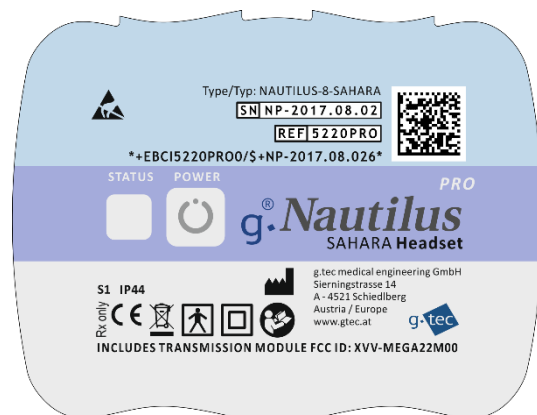 Type/Typ: NAUTILUS-8-SAHARA
SN NP-2017.08.02
REF 5220PRO
*+EBCI5220PRO0/$+NP-2017.08.026*
STATUS POWER
PRO
g.®Nautilus
SAHARA Headset
g.tec medical engineering GmbH
Sierningstrasse 14
A - 4521 Schiedlberg
Austria / Europe
www.gtec.at
g.tec
S1 IP44
Rx only
CE
INCLUDES TRANSMISSION MODULE FCC ID: XVV-MEGA22M00